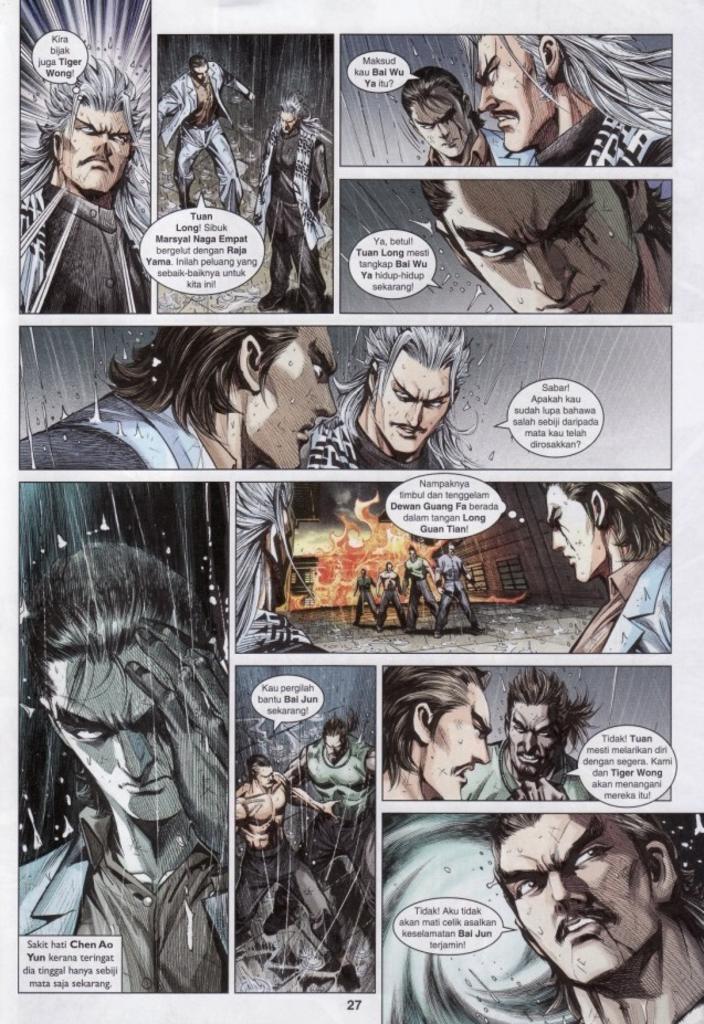 Kira
bijak
juga Tiger
Wong!
Tuan
Long! Sibuk
Marsyal Naga Empat
bergelut dengan Raja
Yama. Inilah peluang yang
sebaik-baiknya untuk
kita ini!
Maksud
kau Bai Wu
Ya itu?
Ya, betul!
Tuan Long mesti
tangkap Bai Wu
Ya hidup-hidup
sekarang!
Sabar!
Apakah kau
sudah lupa bahawa
salah sebiji daripada
mata kau telah
dirosakkan?
Sakit hati Chen Ao
Yun kerana teringat
dia tinggal hanya sebiji
mata saja sekarang.
Nampaknya
timbul dan tenggelam
Dewan Guang Fa berada
dalam tangan Long
Guan Tian!
Kau pergilah
bantu Bai Jun
sekarang!
Tidak! Tuan
mesti melarikan diri
dengan segera. Kami
dan Tiger Wong
akan menangani
mereka itu!
Tidak! Aku tidak
akan mati celik asalkan
keselamatan Bai Jun
terjamin!
27